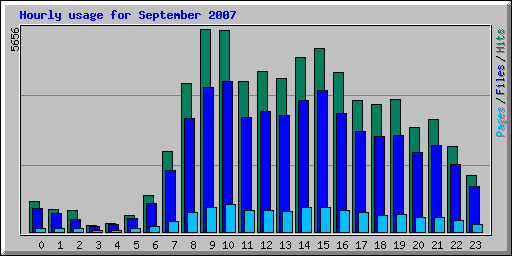 Hourly usage for September 2007
5656
Pages / Files / Hits
0 1 2 3 4 5 6 7 8 9 10 11 12 13 14 15 16 17 18 19 20 21 22 23